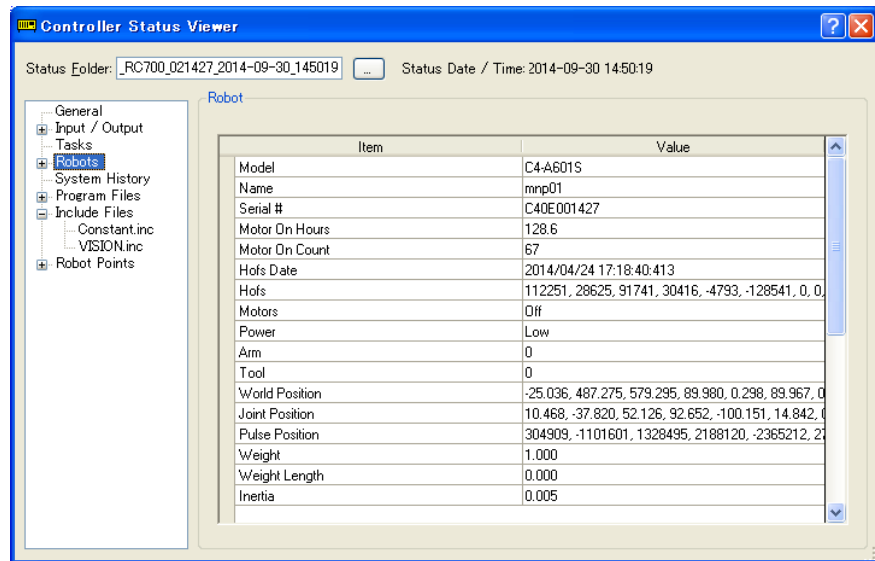 Controller Status Viewer
Status Folder: _RC700_021427_2014-09-30_145019 ... Status Date / Time: 2014-09-30 14:50:19
General
Input / Output
Tasks
Robots
System History
Program Files
Include Files
Constant.inc
VISION.inc
Robot Points
Robot
Item Value
Model C4-A601S
Name mnp01
Serial # C40E001427
Motor On Hours 128.6
Motor On Count 67
Hofs Date 2014/04/24 17:18:40:413
Hofs 112251, 28625, 91741, 30416, -4793, -128541, 0, 0,
Motors Off
Power Low
Arm 0
Tool 0
World Position -25.036, 487.275, 579.295, 89.980, 0.298, 89.967, 0
Joint Position 10.468, -37.820, 52.126, 92.652, -100.151, 14.842,
Pulse Position 304909, -1101601, 1328495, 2188120, -2365212,
Weight 1.000
Weight Length 0.000
Inertia 0.005